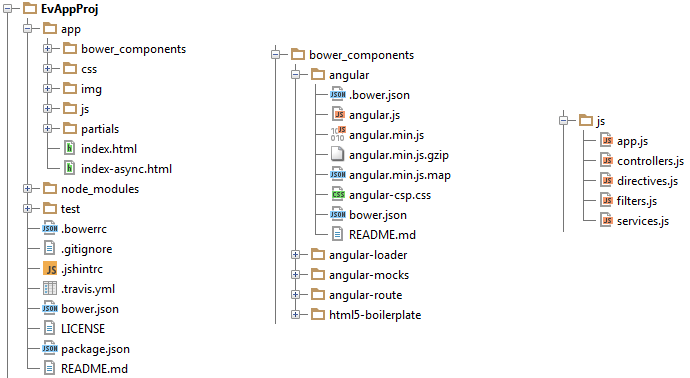 EvAppProj
app
bower_components
css
img
js
partials
index.html
index-async.html
node_modules
test
.bowerrc
.gitignore
.jshintrc
.travis.yml
bower.json
LICENSE
package.json
README.md
bower_components
angular
.bower.json
angular.js
angular.min.js
angular.min.js.gzip
angular.min.js.map
angular-csp.css
bower.json
README.md
angular-loader
angular-mocks
angular-route
html5-boilerplate
js
app.js
controllers.js
directives.js
filters.js
services.js